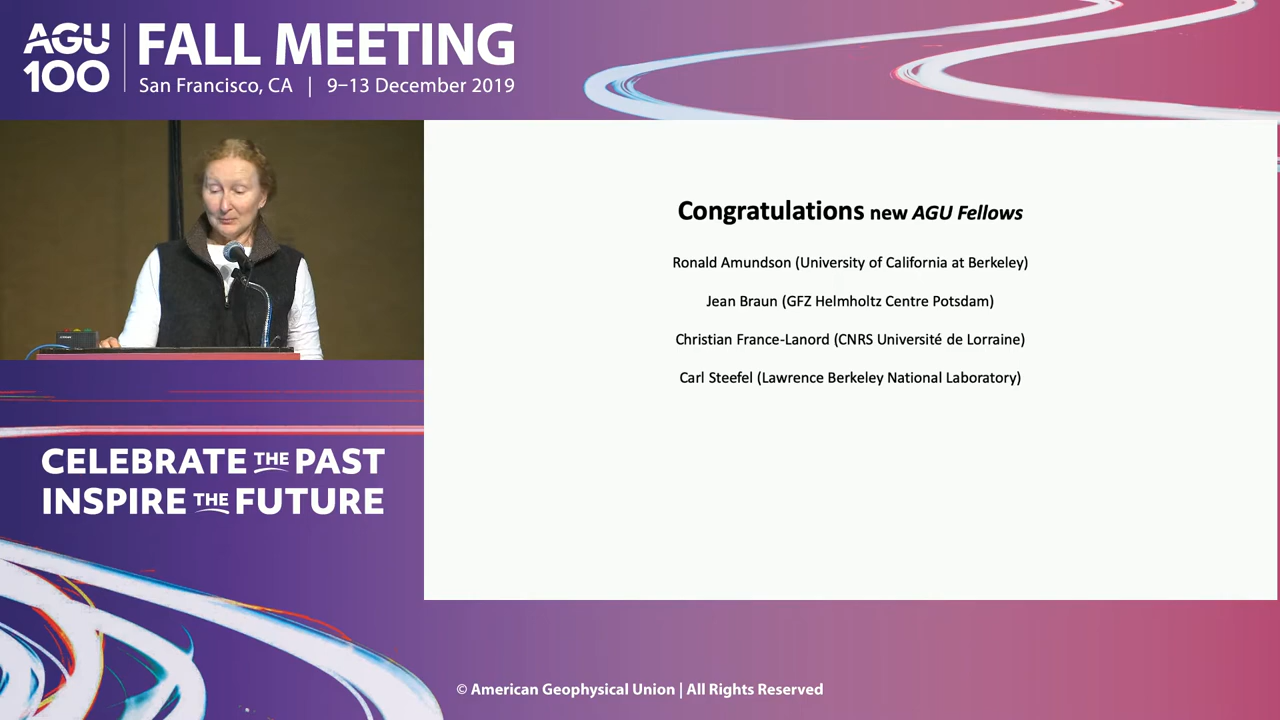 AGU
100
FALL MEETING
San Francisco, CA | 9–13 December 2019
Congratulations new AGU Fellows
Ronald Amundson (University of California at Berkeley)
Jean Braun (GFZ Helmholtz Centre Potsdam)
Christian France-Lanord (CNRS Université de Lorraine)
Carl Steefel (Lawrence Berkeley National Laboratory)
CELEBRATE THE PAST
INSPIRE THE FUTURE
© American Geophysical Union | All Rights Reserved